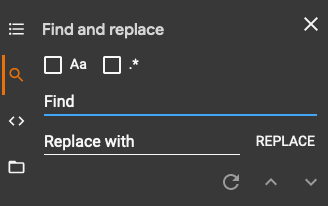 Find and replace
Aa .*
Find
Replace with REPLACE